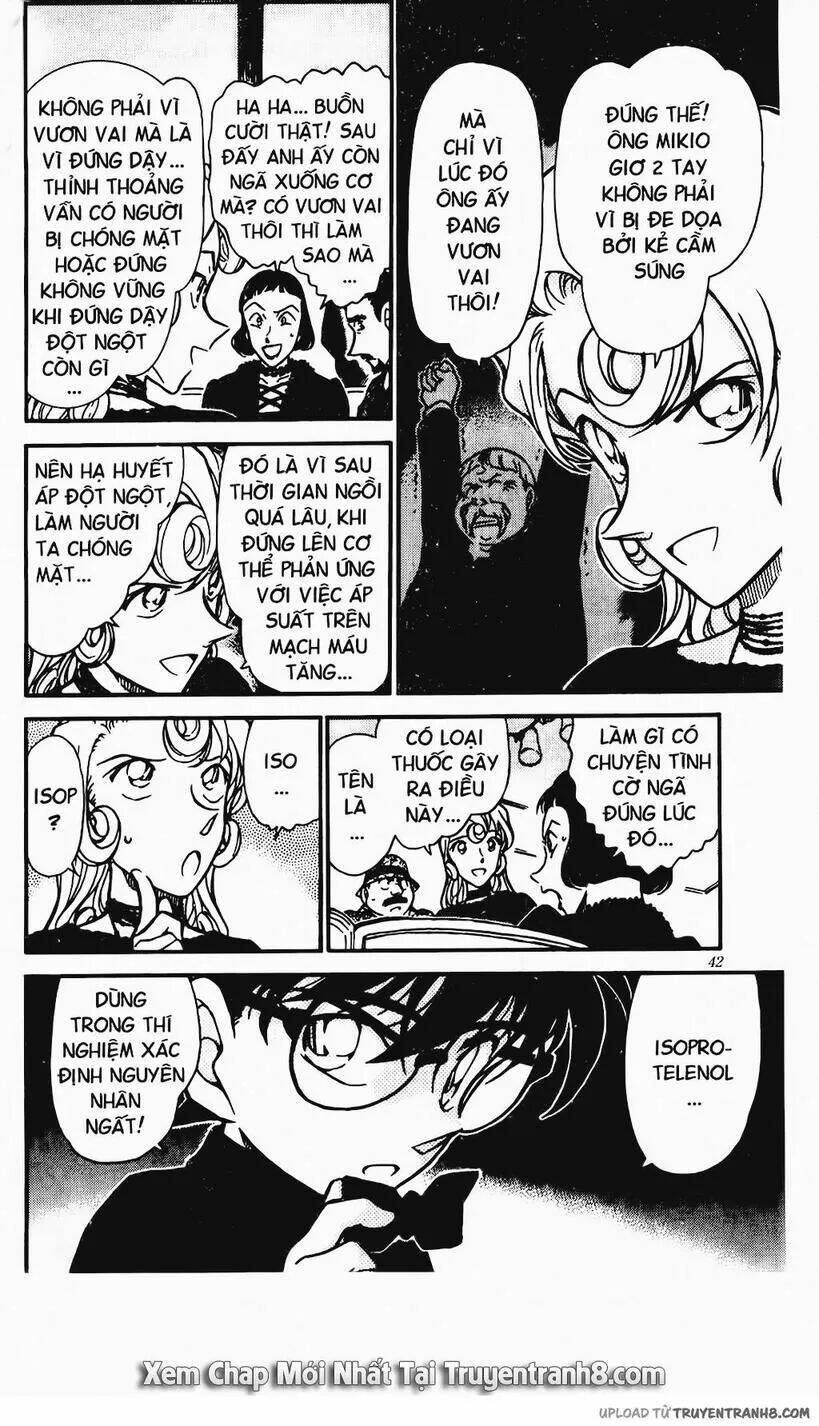 ĐÚNG THẾ!
ÔNG MIKIO
GIƠ 2 TAY
KHÔNG PHẢI
VÌ BỊ ĐE DỌA
BỞI KẺ CẦM
SÚNG
MÀ
CHỈ VÌ
LÚC ĐÓ
ÔNG ẤY
ĐANG
VƯƠN
VAI
THÔI!
HA HA... BUỒN
CƯỜI THẬT! SAU
ĐẤY ANH ẤY CÒN
NGÃ XUỐNG CƠ
MÀ? CÓ VƯƠN VAI
THÔI THÌ LÀM
SAO MÀ
...
KHÔNG PHẢI VÌ
VƯƠN VAI MÀ LÀ
VÌ ĐỨNG DẬY...
THỈNH THOẢNG
VẪN CÓ NGƯỜI
BỊ CHÓNG MẶT
HOẶC ĐỨNG
KHÔNG VỮNG
KHI ĐỨNG DẬY
ĐỘT NGỘT
CÒN GÌ
...
ĐÓ LÀ VÌ SAU
THỜI GIAN NGỒI
QUÁ LÂU, KHI
ĐỨNG LÊN CƠ
THỂ PHẢN ỨNG
VỚI VIỆC ÁP
SUẤT TRÊN
MẠCH MÁU
TĂNG...
NÊN HẠ HUYẾT
ÁP ĐỘT NGỘT,
LÀM NGƯỜI
TA CHÓNG
MẶT...
LÀM GÌ CÓ
CHUYỆN TÌNH
CỜ NGÃ
ĐÚNG LÚC
ĐÓ...
CÓ LOẠI
THUỐC GÂY
RA ĐIỀU
NÀY...
TÊN
LÀ
...
ISO
...
ISOP
?
42
ISOPRO-
TELENOL
...
DÙNG
TRONG THÍ
NGHIỆM XÁC
ĐỊNH NGUYÊN
NHÂN
NGẤT!
Xem Chap Mới Nhất Tại Truyentranh8.com
UPLOAD TỪ TRUYENTRANH8.COM